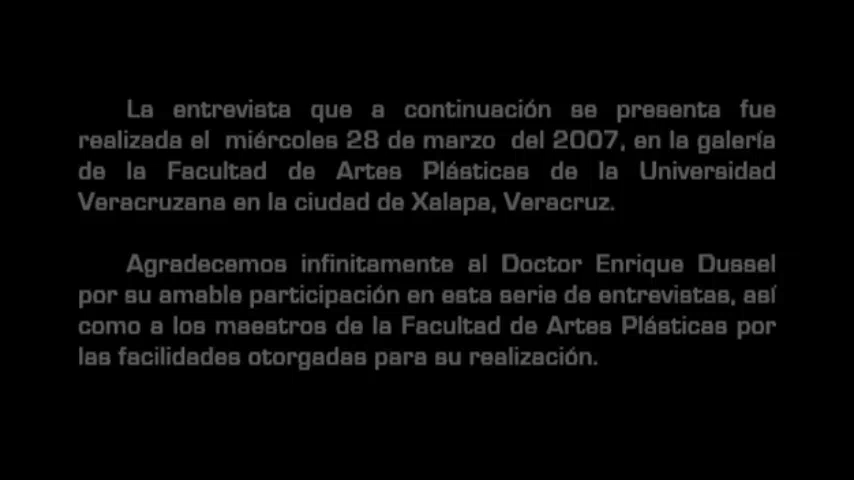 La entrevista que a continuación se presenta fue
realizada el miércoles 28 de marzo del 2007, en la galería
de la Facultad de Artes Plásticas de la Universidad
Veracruzana en la ciudad de Xalapa, Veracruz.
Agradecemos infinitamente al Doctor Enrique Dussel
por su amable participación en esta serie de entrevistas, así
como a los maestros de la Facultad de Artes Plásticas por
las facilidades otorgadas para su realización.